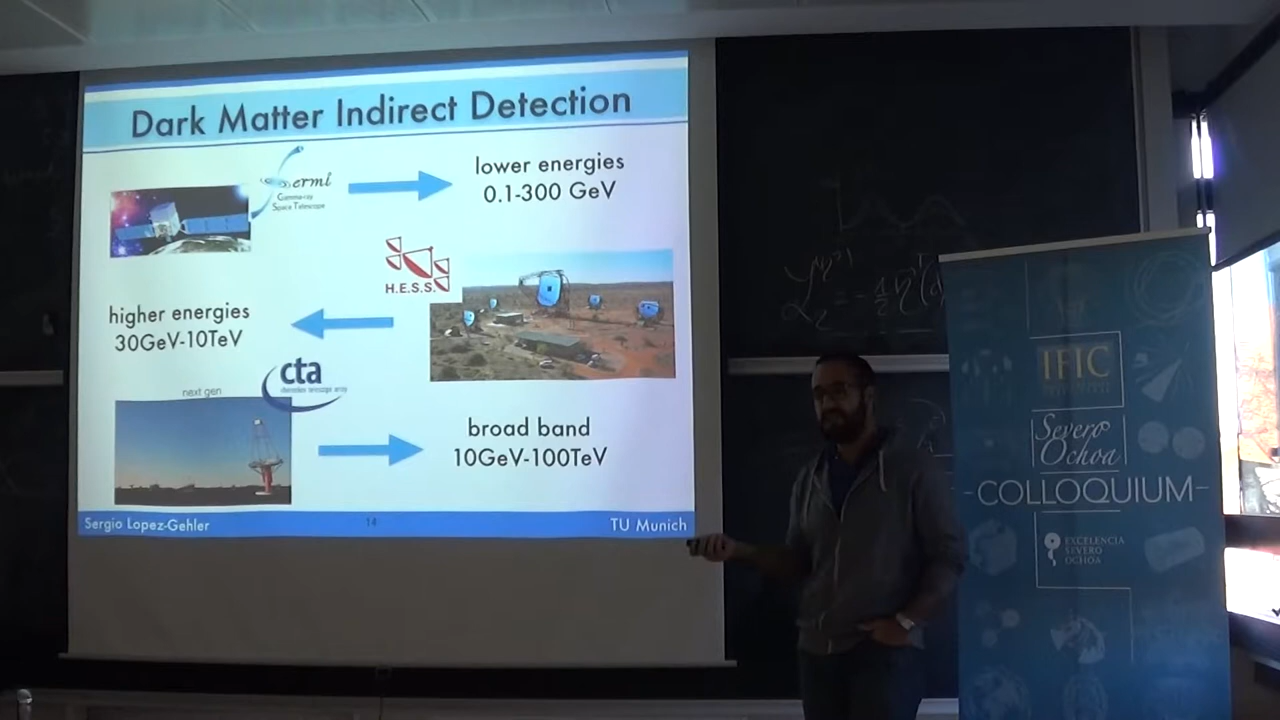 Dark Matter Indirect Detection
Fermi
Gamma-ray
Space Telescope
lower energies
0.1-300 GeV
H.E.S.S.
higher energies
30GeV-10TeV
cta
next gen
broad band
10GeV-100TeV
Sergio Lopez-Gehler
14
TU Munich
IFIC
Severo
Ochoa
COLLOQUIUM
EXCELENCIA
SEVERO
OCHOA